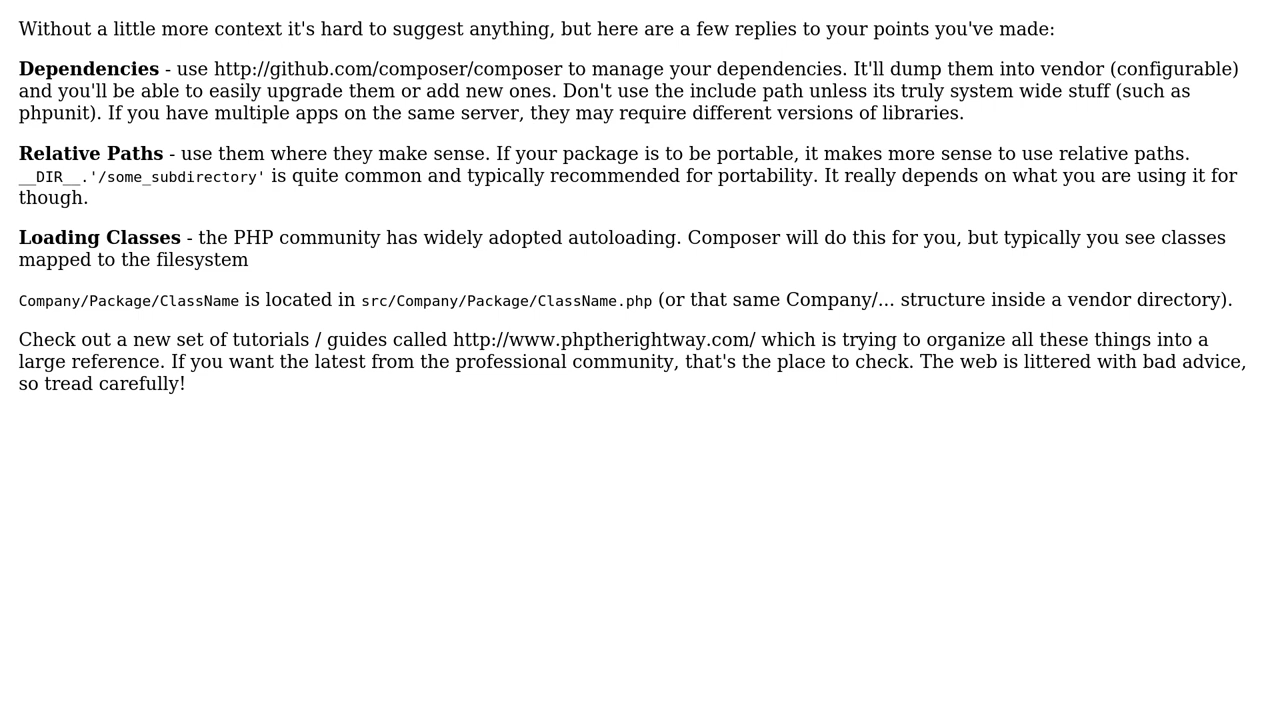 Without a little more context it's hard to suggest anything, but here are a few replies to your points you've made:
Dependencies - use http://github.com/composer/composer to manage your dependencies. It'll dump them into vendor (configurable)
and you'll be able to easily upgrade them or add new ones. Don't use the include path unless its truly system wide stuff (such as
phpunit). If you have multiple apps on the same server, they may require different versions of libraries.
Relative Paths - use them where they make sense. If your package is to be portable, it makes more sense to use relative paths.
__DIR__.'/some_subdirectory' is quite common and typically recommended for portability. It really depends on what you are using it for
though.
Loading Classes - the PHP community has widely adopted autoloading. Composer will do this for you, but typically you see classes
mapped to the filesystem
Company/Package/ClassName is located in src/Company/Package/ClassName.php (or that same Company/... structure inside a vendor directory).
Check out a new set of tutorials / guides called http://www.phptherightway.com/ which is trying to organize all these things into a
large reference. If you want the latest from the professional community, that's the place to check. The web is littered with bad advice,
so tread carefully!